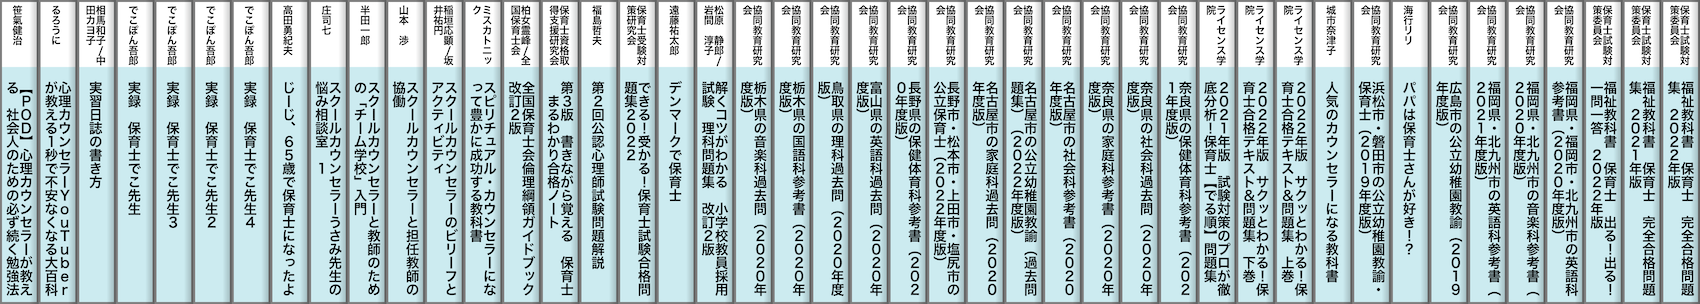 保育士試験対
策委員会
福祉教科書　保育士　完全合格問題
集　2022年版
保育士試験対
策委員会
福祉教科書　保育士　完全合格問題
集　2021年版
保育士試験対
策委員会
福祉教科書　保育士　出る！出る！
一問一答　2022年版
協同教育研究
会
福岡県・福岡市・北九州市の英語科
参考書（2020年度版）
協同教育研究
会
福岡県・北九州市の音楽科参考書（
2020年度版）
協同教育研究
会
福岡県・北九州市の英語科参考書（
2021年度版）
協同教育研究
会
広島市の公立幼稚園教諭（2019
年度版）
海行リリ
パパは保育士さんが好き！？
協同教育研究
会
浜松市・磐田市の公立幼稚園教諭・
保育士（2019年度版）
城市奈津子
人気のカウンセラーになる教科書
ライセンス学
院
2022年版　サクッとわかる！保
育士合格テキスト＆問題集　上巻
ライセンス学
院
2022年版　サクッとわかる！保
育士合格テキスト＆問題集　下巻
ライセンス学
院
2021年版　試験対策のプロが徹
底分析！保育士【でる順】問題集
協同教育研究
会
奈良県の保健体育科参考書（202
1年度版）
協同教育研究
会
奈良県の社会科参考書（2020年
度版）
協同教育研究
会
奈良県の家庭科参考書（2020年
度版）
協同教育研究
会
名古屋市の社会科参考書（2020
年度版）
協同教育研究
会
名古屋市の公立幼稚園教諭（過去問
題集）（2022年度版）
協同教育研究
会
名古屋市の家庭科過去問（2020
年度版）
協同教育研究
会
長野市・松本市・上田市・塩尻市の
公立保育士（2022年度版）
協同教育研究
会
長野県の保健体育科参考書（202
0年度版）
協同教育研究
会
富山県の英語科過去問（2020年
度版）
協同教育研究
会
鳥取県の理科過去問（2020年度
版）
協同教育研究
会
栃木県の国語科参考書（2020年
度版）
協同教育研究
会
栃木県の音楽科過去問（2020年
度版）
松原　静郎/
岩間　淳子
解くコツがわかる　小学校教員採用
試験　理科問題集　改訂2版
遠藤祐太郎
デンマークで保育士
保育士受験対
策研究会
できる！受かる！保育士試験合格問
題集2022
福島哲夫
第2回公認心理師試験問題解説
保育士資格取
得支援研究会
第3版　書きながら覚える　保育士
まるわかり合格ノート
柏女霊峰/全
国保育士会
全国保育士会倫理綱領ガイドブック
改訂2版
ミスカトニッ
ク
スピリチュアル・カウンセラーにな
って豊かに成功する教科書
稲垣応顕/坂
井祐円
スクールカウンセラーのビリーフと
アクティビティ
山本　渉
スクールカウンセラーと担任教師の
協働
半田一郎
スクールカウンセラーと教師のため
の「チーム学校」入門
庄司七
スクールカウンセラーうさみ先生の
悩み相談室　1
高田勇紀夫
じーじ、65歳で保育士になったよ
でこぽん吾郎
実録　保育士でこ先生4
でこぽん吾郎
実録　保育士でこ先生2
でこぽん吾郎
実録　保育士でこ先生3
でこぽん吾郎
実録　保育士でこ先生
相馬和子/中
田カヨ子
実習日誌の書き方
るろうに
心理カウンセラーYouTuber
が教える1秒で不安なくなる大百科
笹氣健治
【POD】心理カウンセラーが教え
る　社会人のための必ず続く勉強法